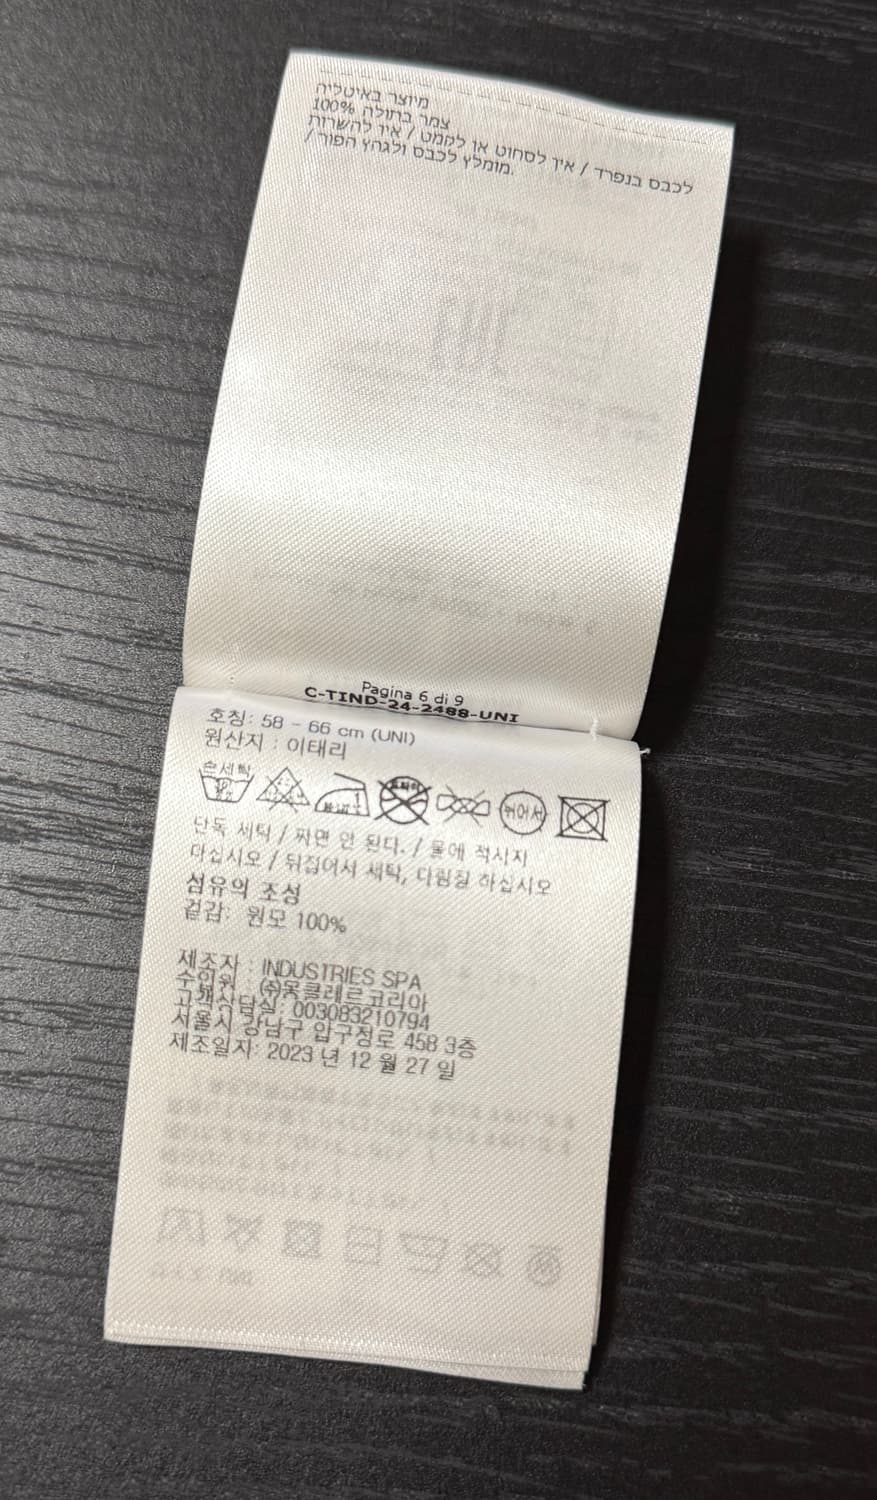 מיוצר באיטליה
100% צמר בתולה
לכבס בנפרד / אין לסחוט או לקמט / אין להשרות
/ מומלץ לכבס ולגהץ הפוך.
Pagina 6 di 9
C-TIND-24-2488-UNI
호칭: 58 - 66 cm (UNI)
원산지 : 이태리
손세탁
뉘어서
단독 세탁 / 짜면 안 된다. / 물에 적시지
마십시오 / 뒤집어서 세탁, 다림질 하십시오
섬유의 조성
겉감: 원모 100%
제조자 : INDUSTRIES SPA
수입원 : ㈜몽클레르코리아
고객상담실: 003083210794
서울시 강남구 압구정로 458 3층
제조일자: 2023 년 12 월 27 일